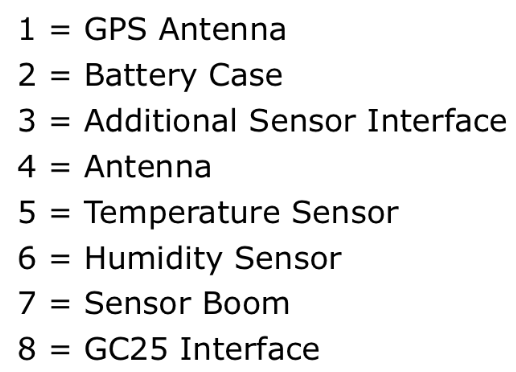 1 = GPS Antenna
2 = Battery Case
3 = Additional Sensor Interface
4 = Antenna
5 = Temperature Sensor
6 = Humidity Sensor
7 = Sensor Boom
8 = GC25 Interface